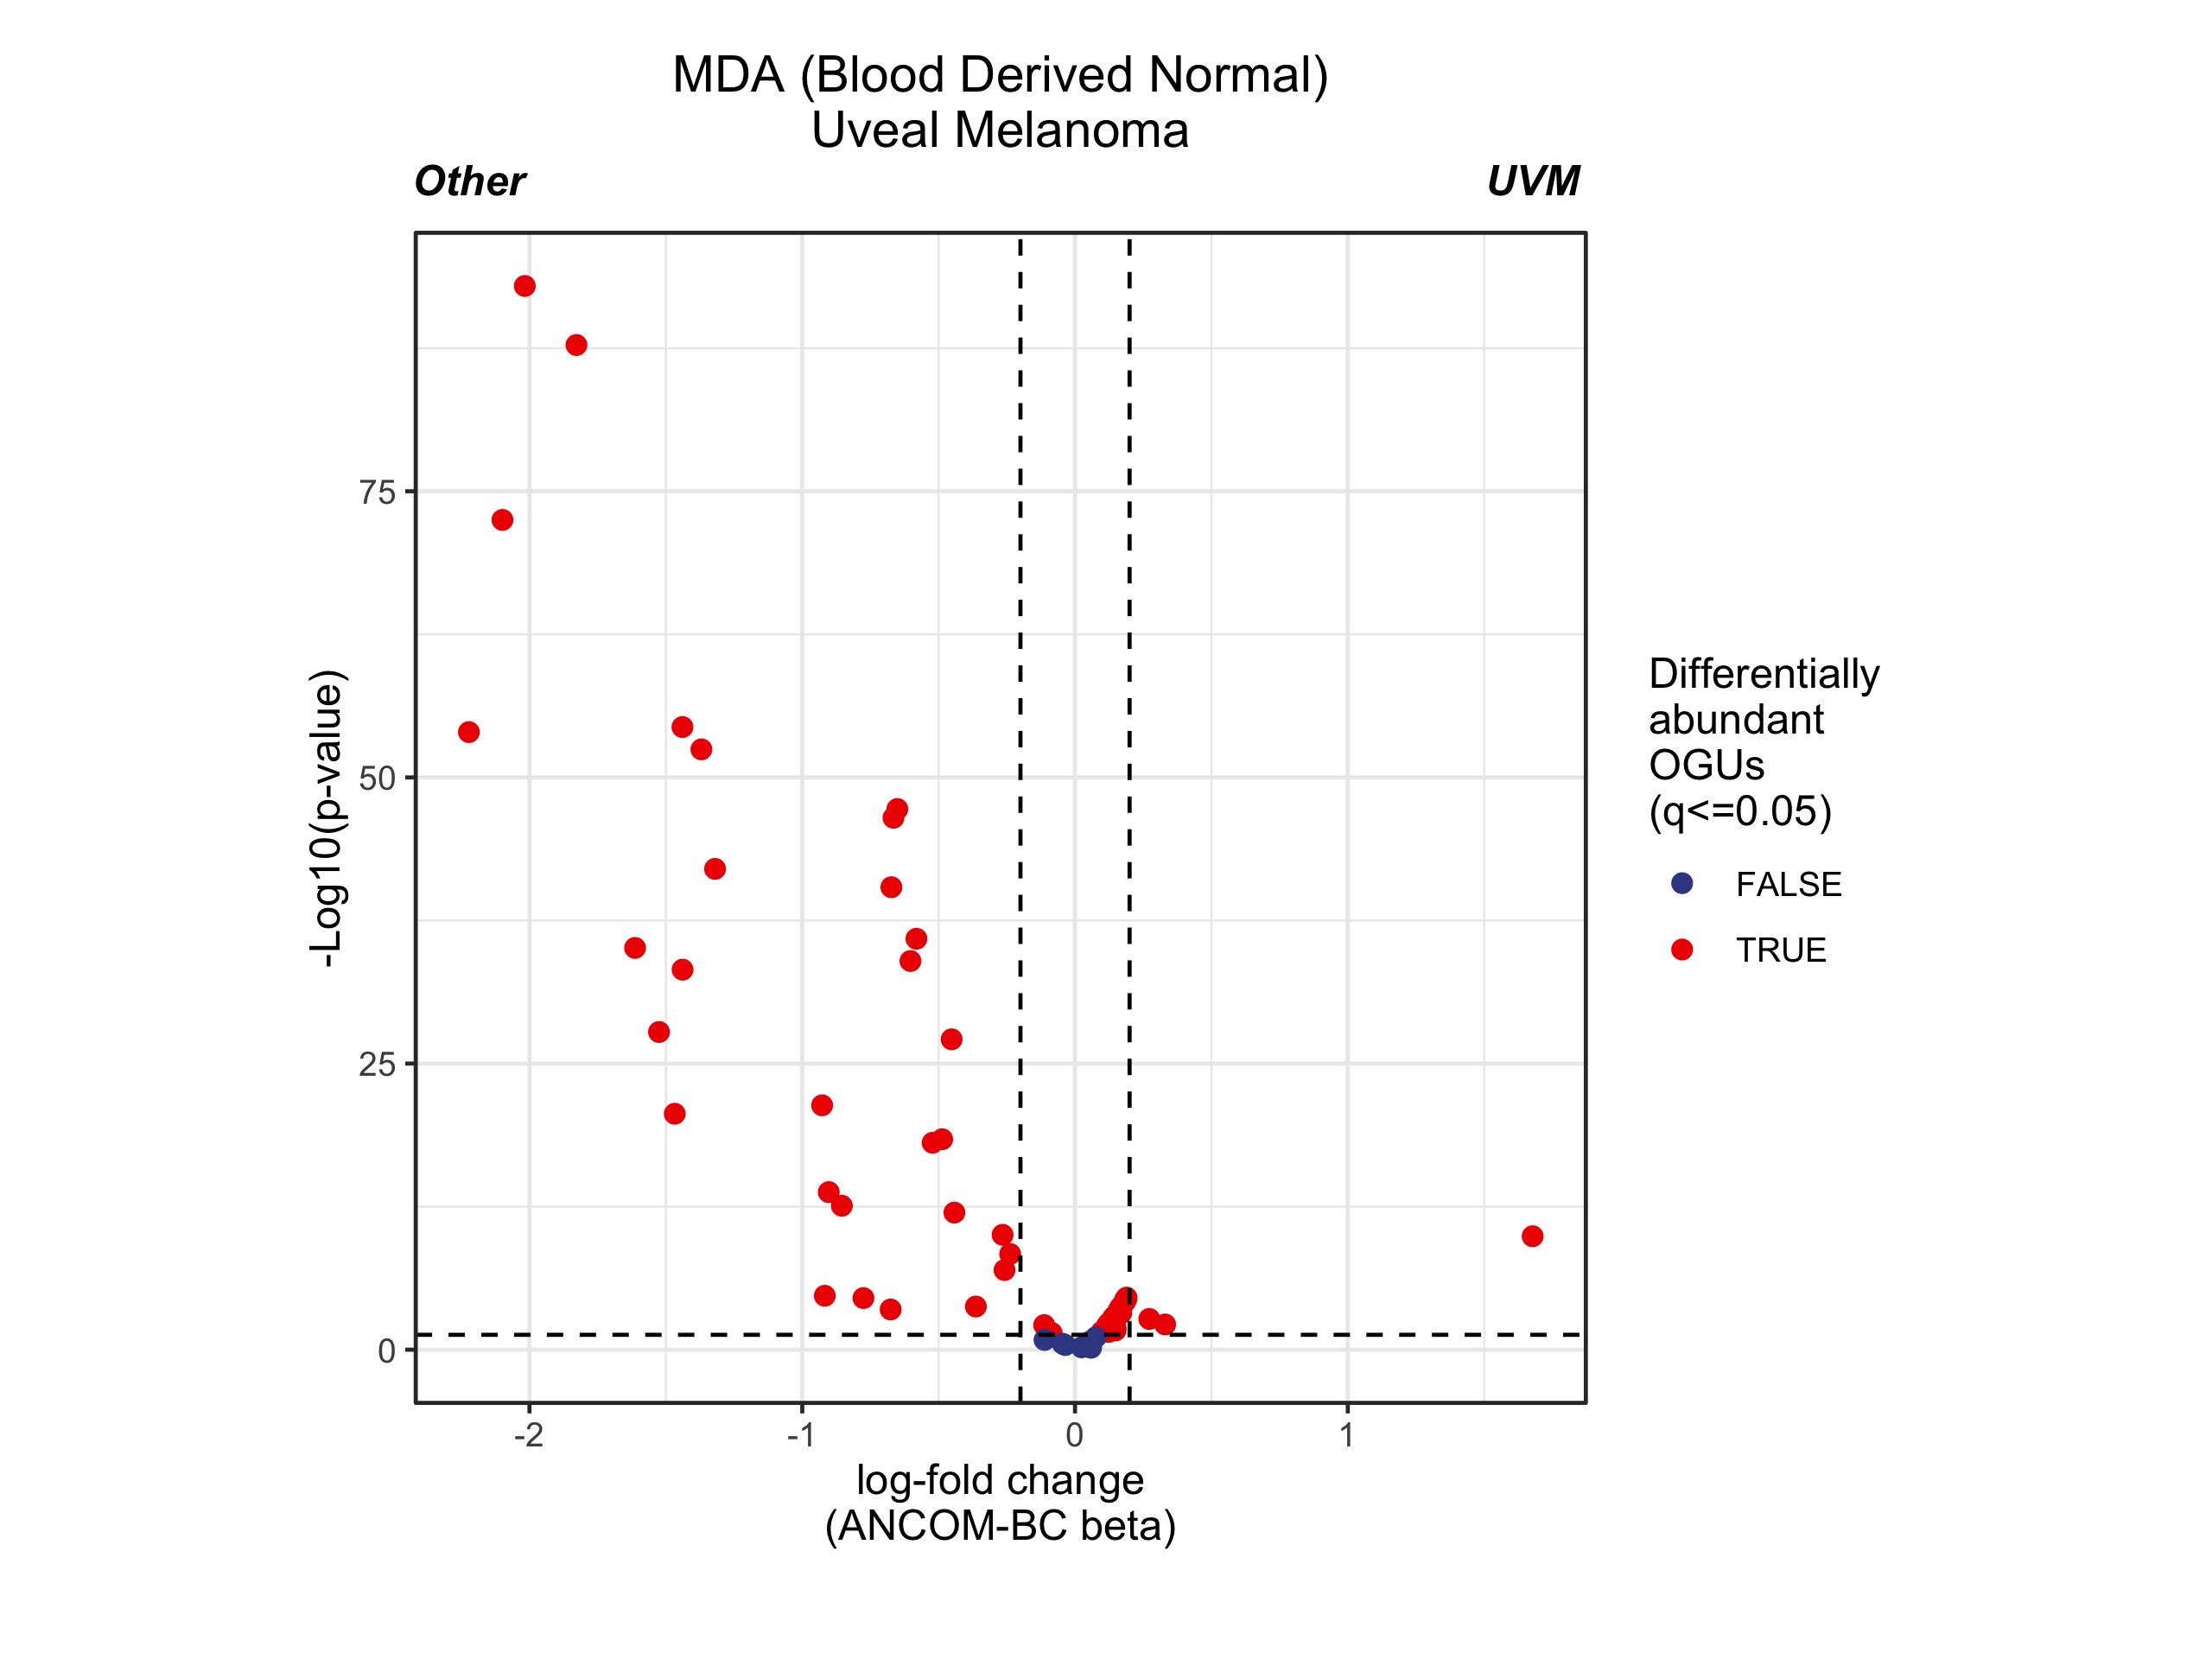 MDA (Blood Derived Normal)
Uveal Melanoma
Other
UVM
75
50
25
0
-Log10(p-value)
-2
-1
0
1
log-fold change
(ANCOM-BC beta)
Differentially
abundant
OGUs
(q<=0.05)
FALSE
TRUE